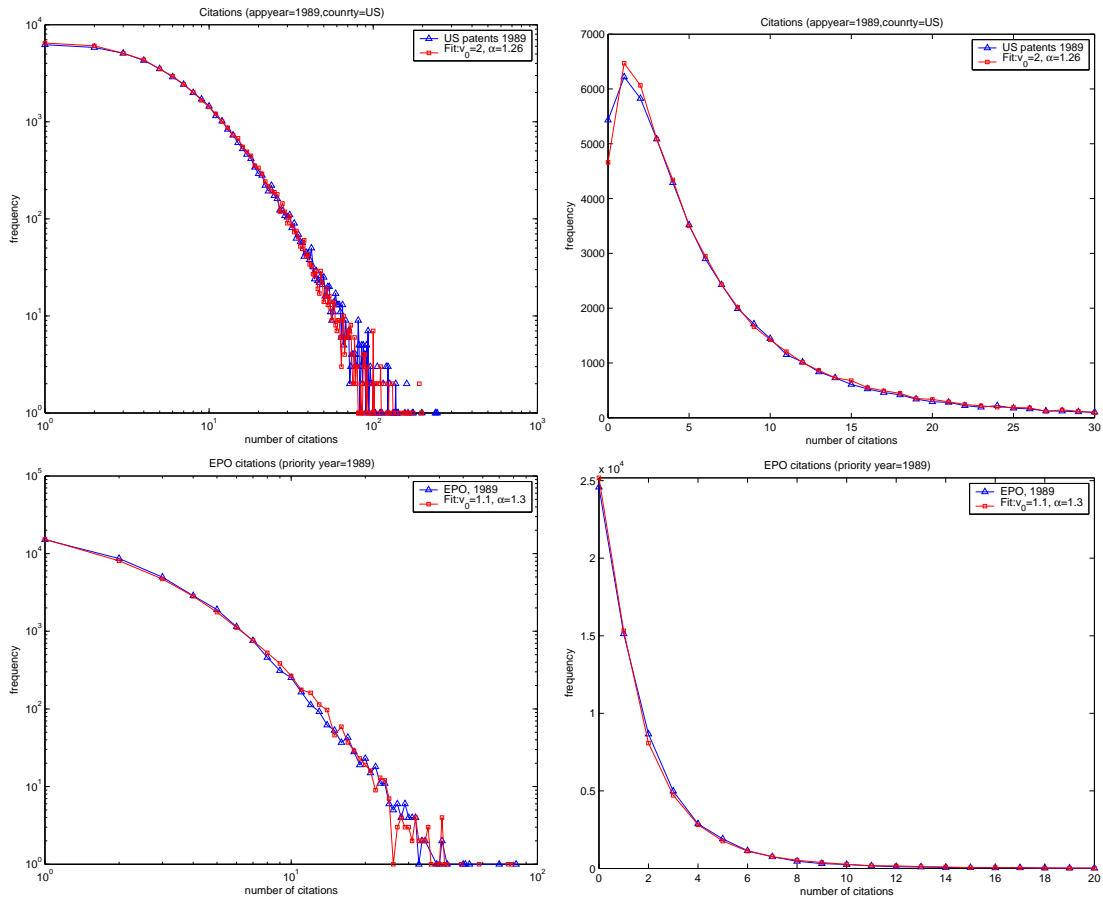 Citations (appyear=1989,counrty=US)
US patents 1989
Fit:v_0=2, α=1.26
frequency
10^4
10^3
10^2
10^1
10^0
10^0
10^1
10^2
10^3
number of citations
Citations (appyear=1989,counrty=US)
US patents 1989
Fit:v_0=2, α=1.26
frequency
7000
6000
5000
4000
3000
2000
1000
0
0
5
10
15
20
25
30
number of citations
EPO citations (priority year=1989)
EPO, 1989
Fit:v_0=1.1, α=1.3
frequency
10^5
10^4
10^3
10^2
10^1
10^0
10^0
10^1
10^2
number of citations
EPO citations (priority year=1989)
x 10^4
EPO, 1989
Fit:v_0=1.1, α=1.3
frequency
2.5
2
1.5
1
0.5
0
0
2
4
6
8
10
12
14
16
18
20
number of citations